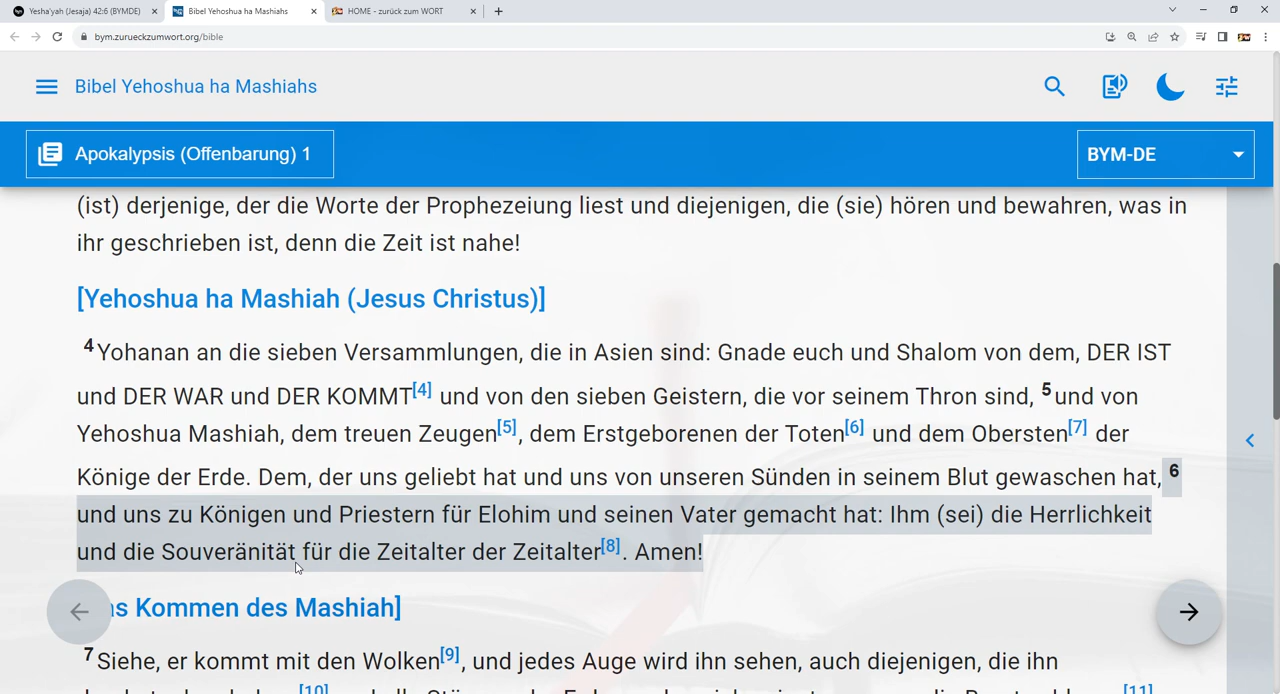 Yesha'yah (Jesaja) 42:6 (BYMDE)
Bibel Yehoshua ha Mashiahs
HOME - zurück zum WORT
bym.zurueckzumwort.org/bible
Bibel Yehoshua ha Mashiahs
Apokalypsis (Offenbarung) 1
BYM-DE
(ist) derjenige, der die Worte der Prophezeiung liest und diejenigen, die (sie) hören und bewahren, was in
ihr geschrieben ist, denn die Zeit ist nahe!
[Yehoshua ha Mashiah (Jesus Christus)]
4 Yohanan an die sieben Versammlungen, die in Asien sind: Gnade euch und Shalom von dem, DER IST
und DER WAR und DER KOMMT[4] und von den sieben Geistern, die vor seinem Thron sind, 5 und von
Yehoshua Mashiah, dem treuen Zeugen[5], dem Erstgeborenen der Toten[6] und dem Obersten[7] der
Könige der Erde. Dem, der uns geliebt hat und uns von unseren Sünden in seinem Blut gewaschen hat, 6
und uns zu Königen und Priestern für Elohim und seinen Vater gemacht hat: Ihm (sei) die Herrlichkeit
und die Souveränität für die Zeitalter der Zeitalter[8]. Amen!
s Kommen des Mashiah]
7 Siehe, er kommt mit den Wolken[9], und jedes Auge wird ihn sehen, auch diejenigen, die ihn
[10] [11]